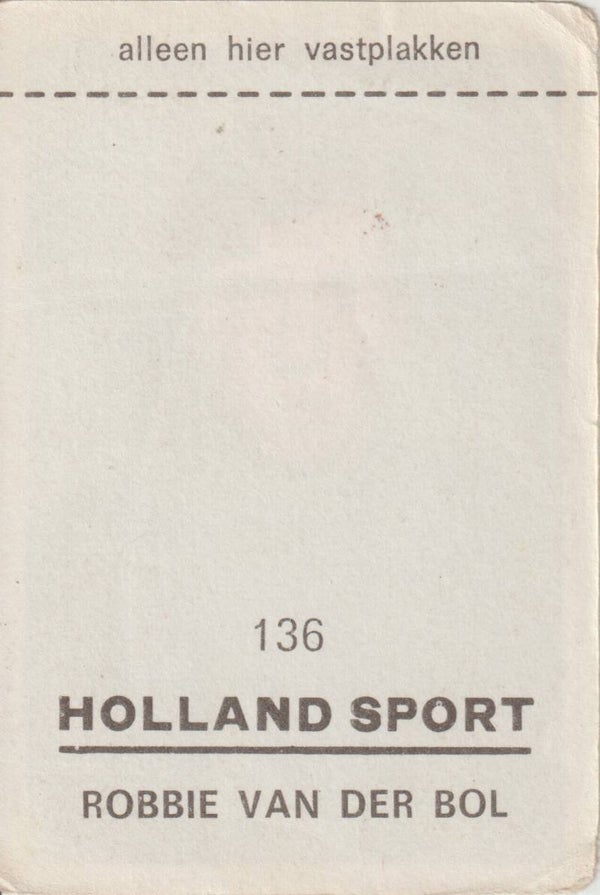 alleen hier vastplakken
136
HOLLAND SPORT
ROBBIE VAN DER BOL